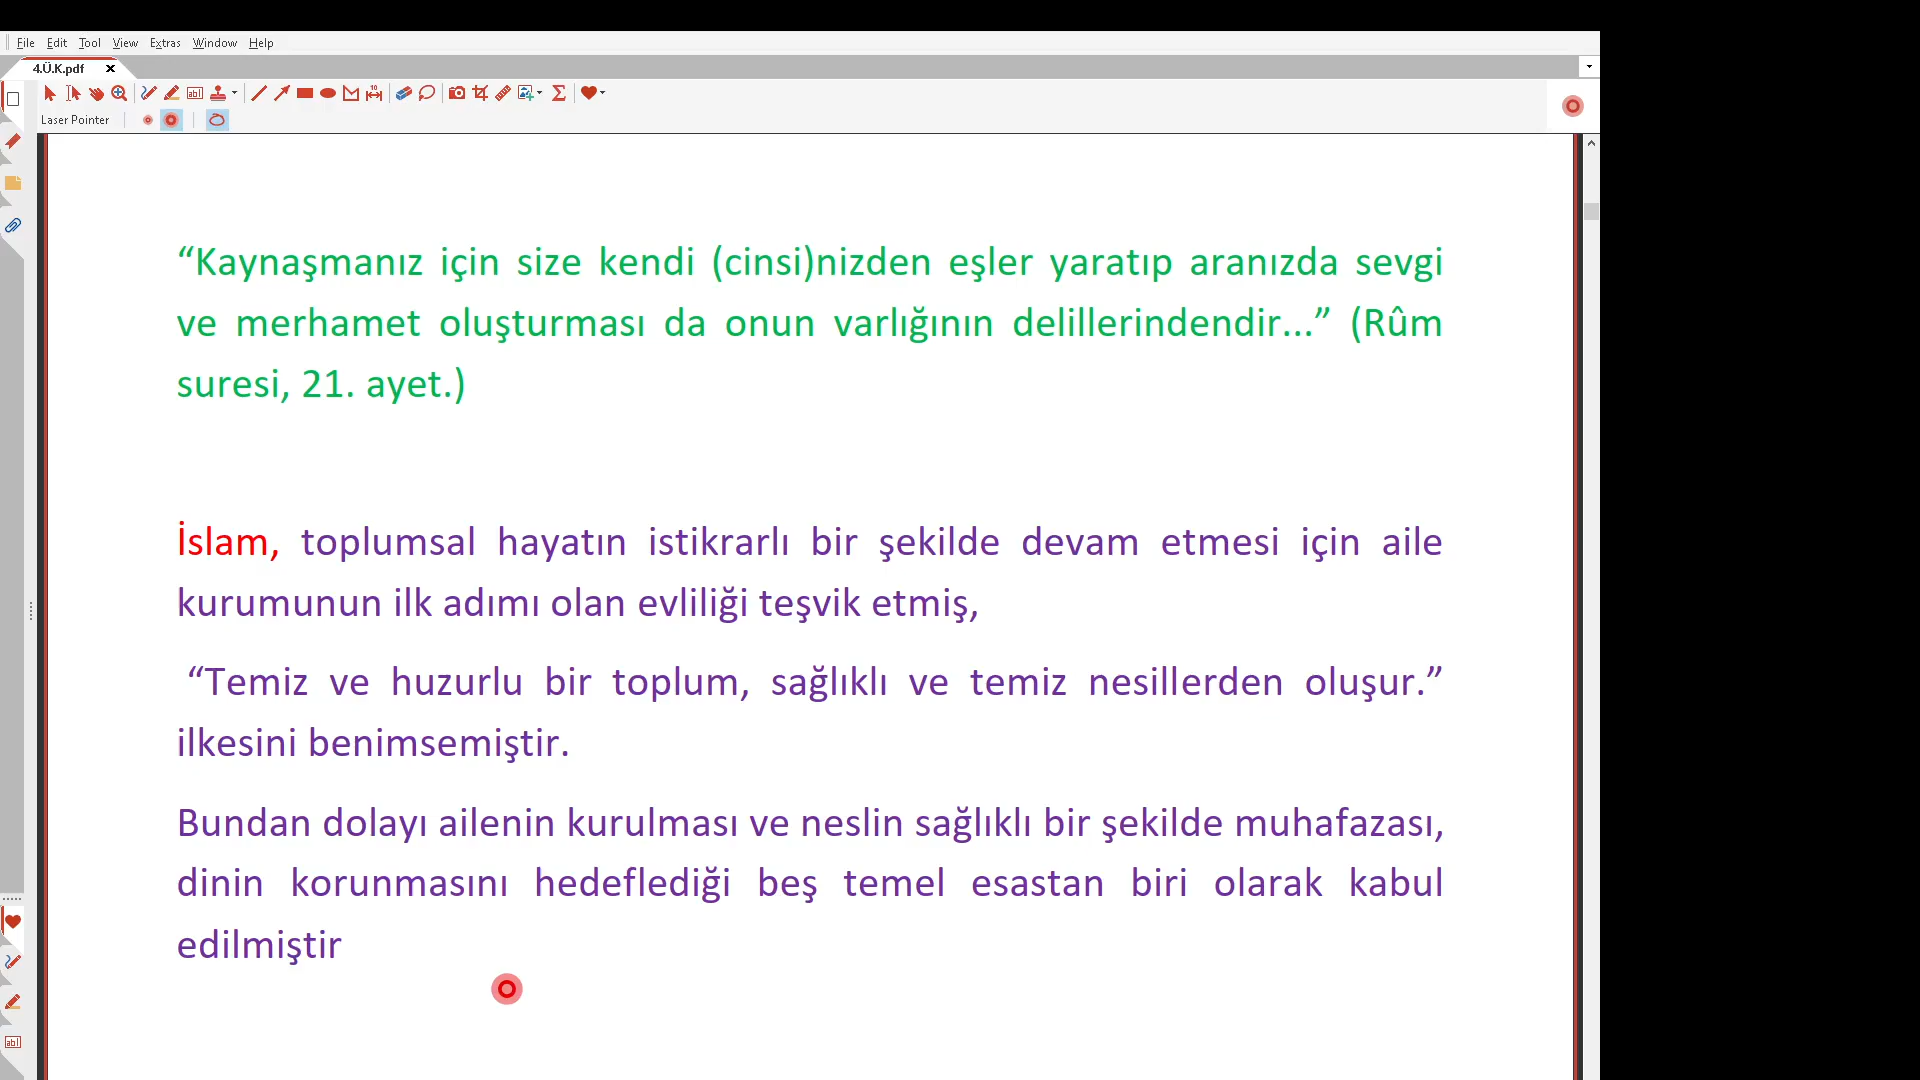 File Edit Tool View Extras Window Help
4.Ü.K.pdf
Laser Pointer
“Kaynaşmanız için size kendi (cinsi)nizden eşler yaratıp aranızda sevgi
ve merhamet oluşturması da onun varlığının delillerindendir...” (Rûm
suresi, 21. ayet.)
İslam, toplumsal hayatın istikrarlı bir şekilde devam etmesi için aile
kurumunun ilk adımı olan evliliği teşvik etmiş,
“Temiz ve huzurlu bir toplum, sağlıklı ve temiz nesillerden oluşur.”
ilkesini benimsemiştir.
Bundan dolayı ailenin kurulması ve neslin sağlıklı bir şekilde muhafazası,
dinin korunmasını hedeflediği beş temel esastan biri olarak kabul
edilmiştir